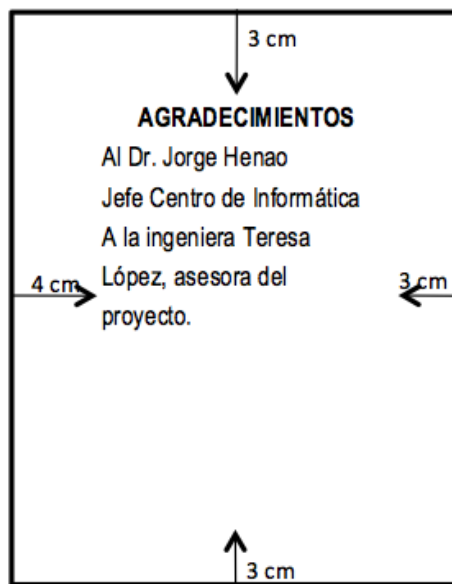 3 cm
AGRADECIMIENTOS
Al Dr. Jorge Henao
Jefe Centro de Informática
A la ingeniera Teresa
López, asesora del
proyecto.
4 cm
3 cm
3 cm